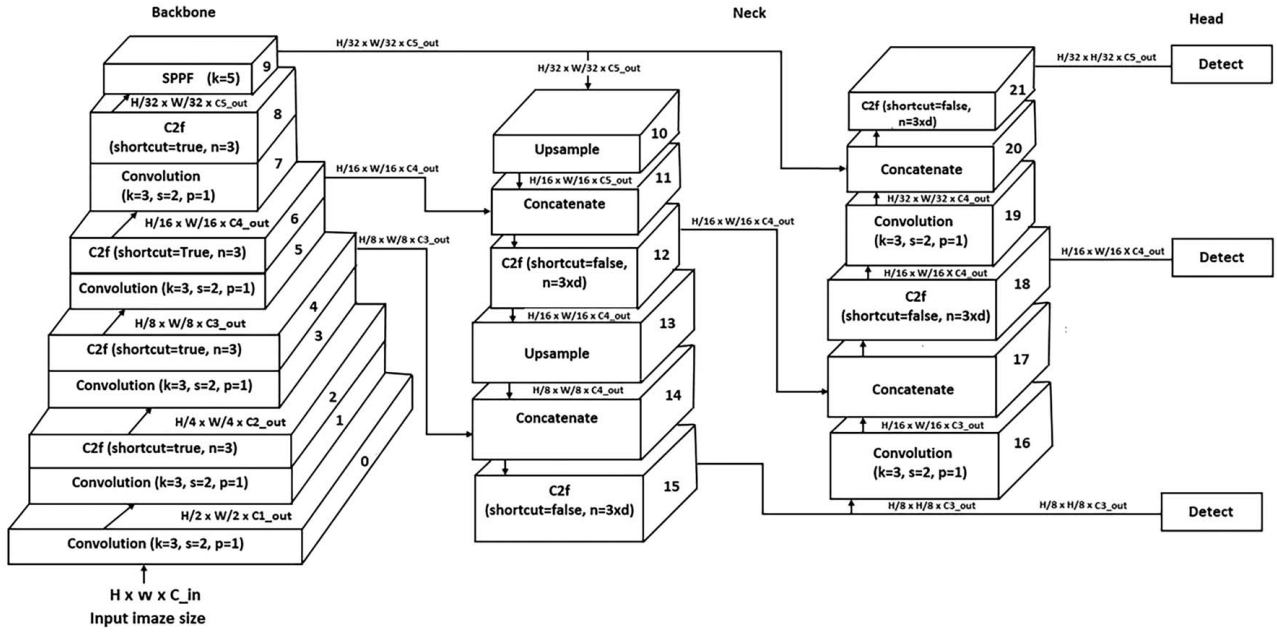 Backbone
Neck
Head
SPPF (k=5)
9
H/32 x W/32 x C5_out
C2f
(shortcut=true, n=3)
8
Convolution
(k=3, s=2, p=1)
7
H/16 x W/16 x C4_out
C2f (shortcut=True, n=3)
6
Convolution (k=3, s=2, p=1)
5
H/8 x W/8 x C3_out
C2f (shortcut=true, n=3)
4
Convolution (k=3, s=2, p=1)
3
H/4 x W/4 x C2_out
C2f (shortcut=true, n=3)
2
Convolution (k=3, s=2, p=1)
1
H/2 x W/2 x C1_out
Convolution (k=3, s=2, p=1)
0
H x w x C_in
Input imaze size
H/32 x W/32 x C5_out
H/32 x W/32 x C5_out
H/16 x W/16 x C4_out
H/8 x W/8 x C3_out
Upsample
10
H/16 x W/16 x C5_out
Concatenate
11
C2f (shortcut=false,
n=3xd)
12
H/16 x W/16 x C4_out
Upsample
13
H/8 x W/8 x C4_out
Concatenate
14
C2f
(shortcut=false, n=3xd)
15
H/16 x W/16 x C4_out
C2f (shortcut=false,
n=3xd)
21
Concatenate
20
H/32 x W/32 x C4_out
Convolution
(k=3, s=2, p=1)
19
H/16 x W/16 X C4_out
C2f
(shortcut=false, n=3xd)
18
Concatenate
17
H/16 x W/16 x C3_out
Convolution
(k=3, s=2, p=1)
16
H/8 x H/8 x C3_out
H/32 x H/32 x C5_out
Detect
H/16 x W/16 X C4_out
Detect
H/8 x H/8 x C3_out
Detect